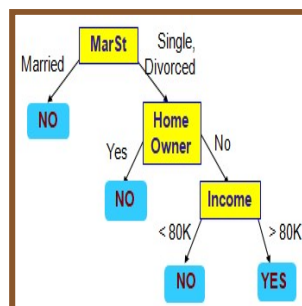 MarSt
Married
Single,
Divorced
NO
Home
Owner
Yes
No
NO
Income
< 80K
> 80K
NO
YES